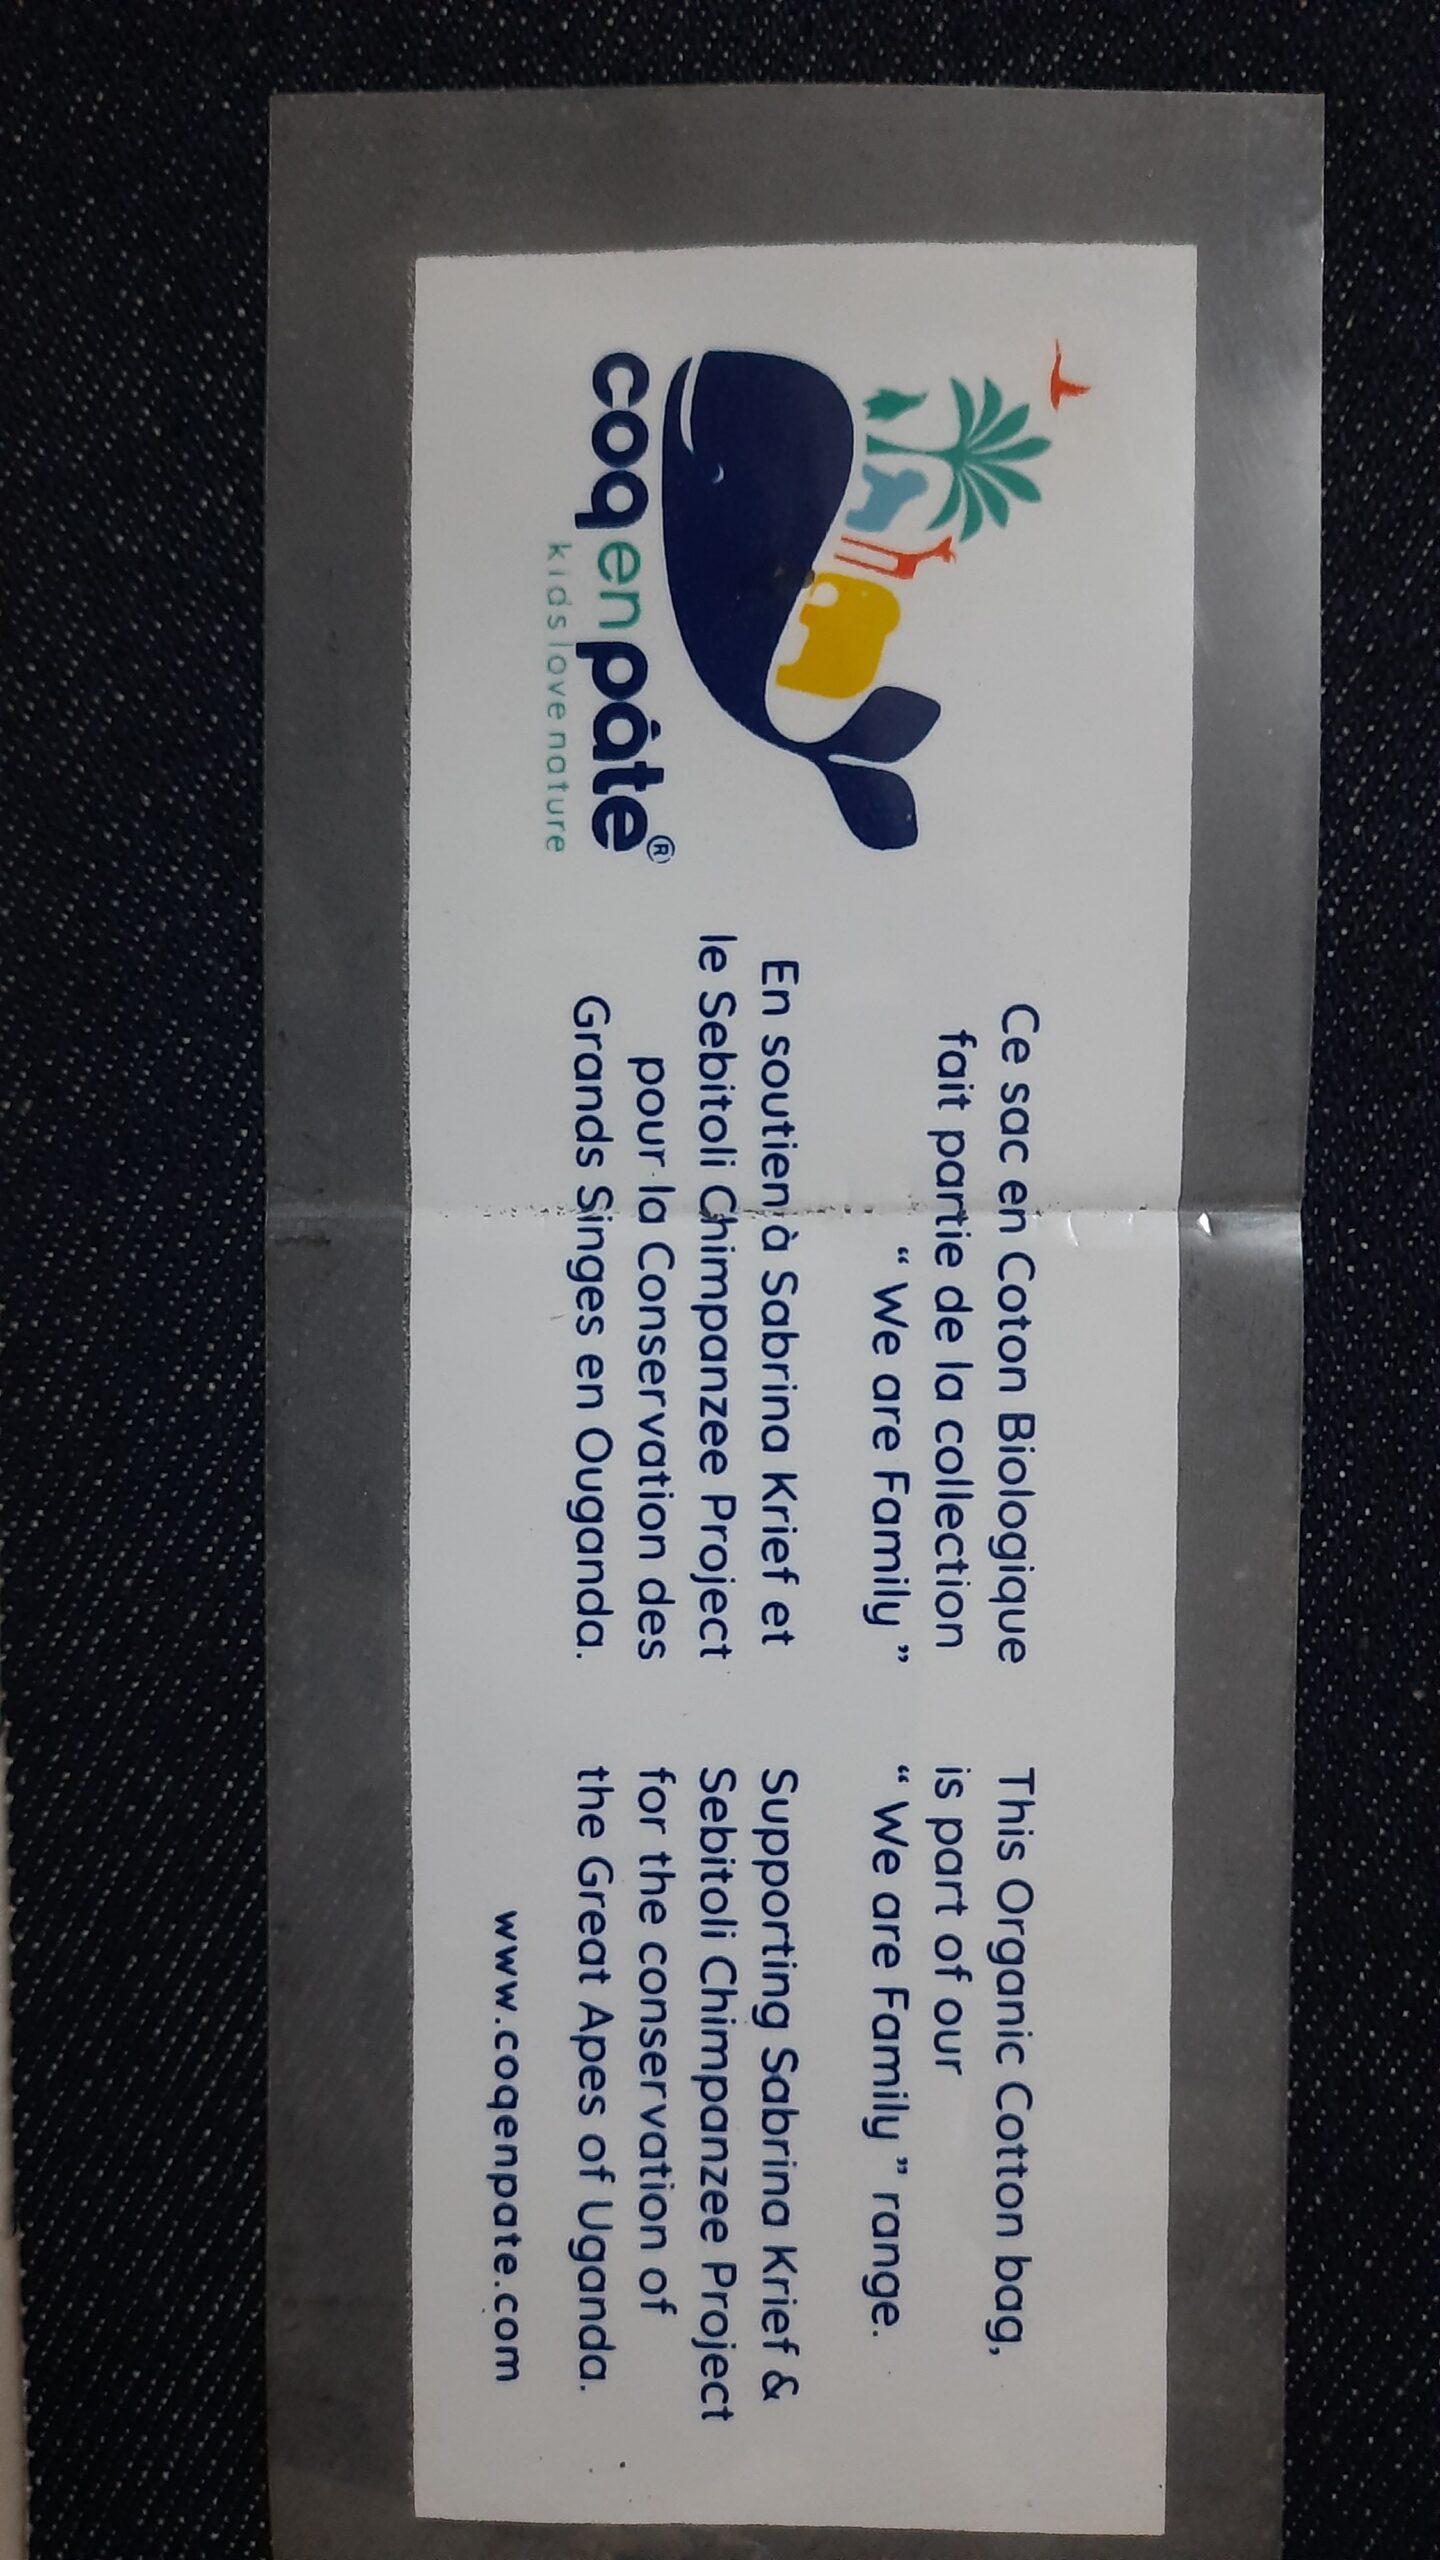 coq en pâte®
kids love nature
Ce sac en Coton Biologique
fait partie de la collection
“ We are Family ”
En soutien à Sabrina Krief et
le Sebitoli Chimpanzee Project
pour la Conservation des
Grands Singes en Ouganda.
This Organic Cotton bag,
is part of our
“ We are Family ” range.
Supporting Sabrina Krief &
Sebitoli Chimpanzee Project
for the conservation of
the Great Apes of Uganda.
www.coqenpate.com